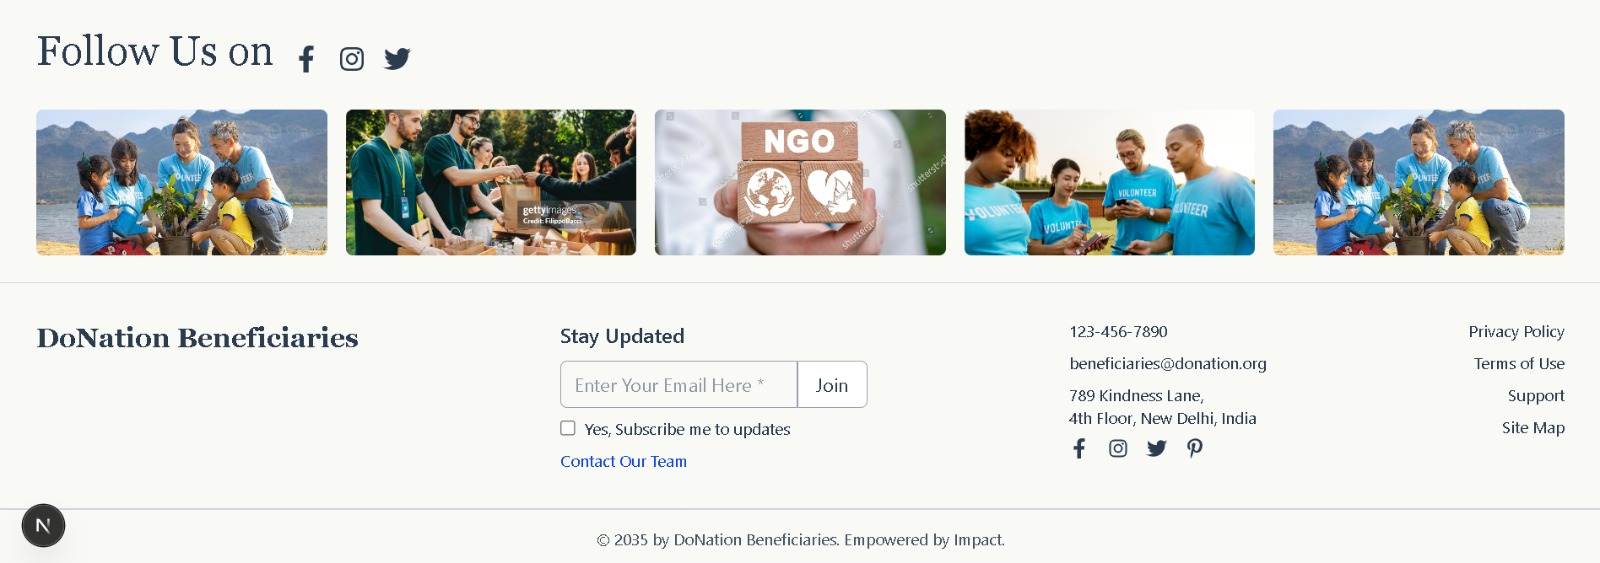 Follow Us on
VOLUNTEER
gettyimages
Credit: FilippoBacci
NGO
shutterstock
VOLUNTEER
VOLUNTEER
VOLUNTEER
VOLUNTEER
DoNation Beneficiaries
Stay Updated
Enter Your Email Here *
Join
Yes, Subscribe me to updates
Contact Our Team
123-456-7890
beneficiaries@donation.org
789 Kindness Lane,
4th Floor, New Delhi, India
Privacy Policy
Terms of Use
Support
Site Map
N
© 2035 by DoNation Beneficiaries. Empowered by Impact.